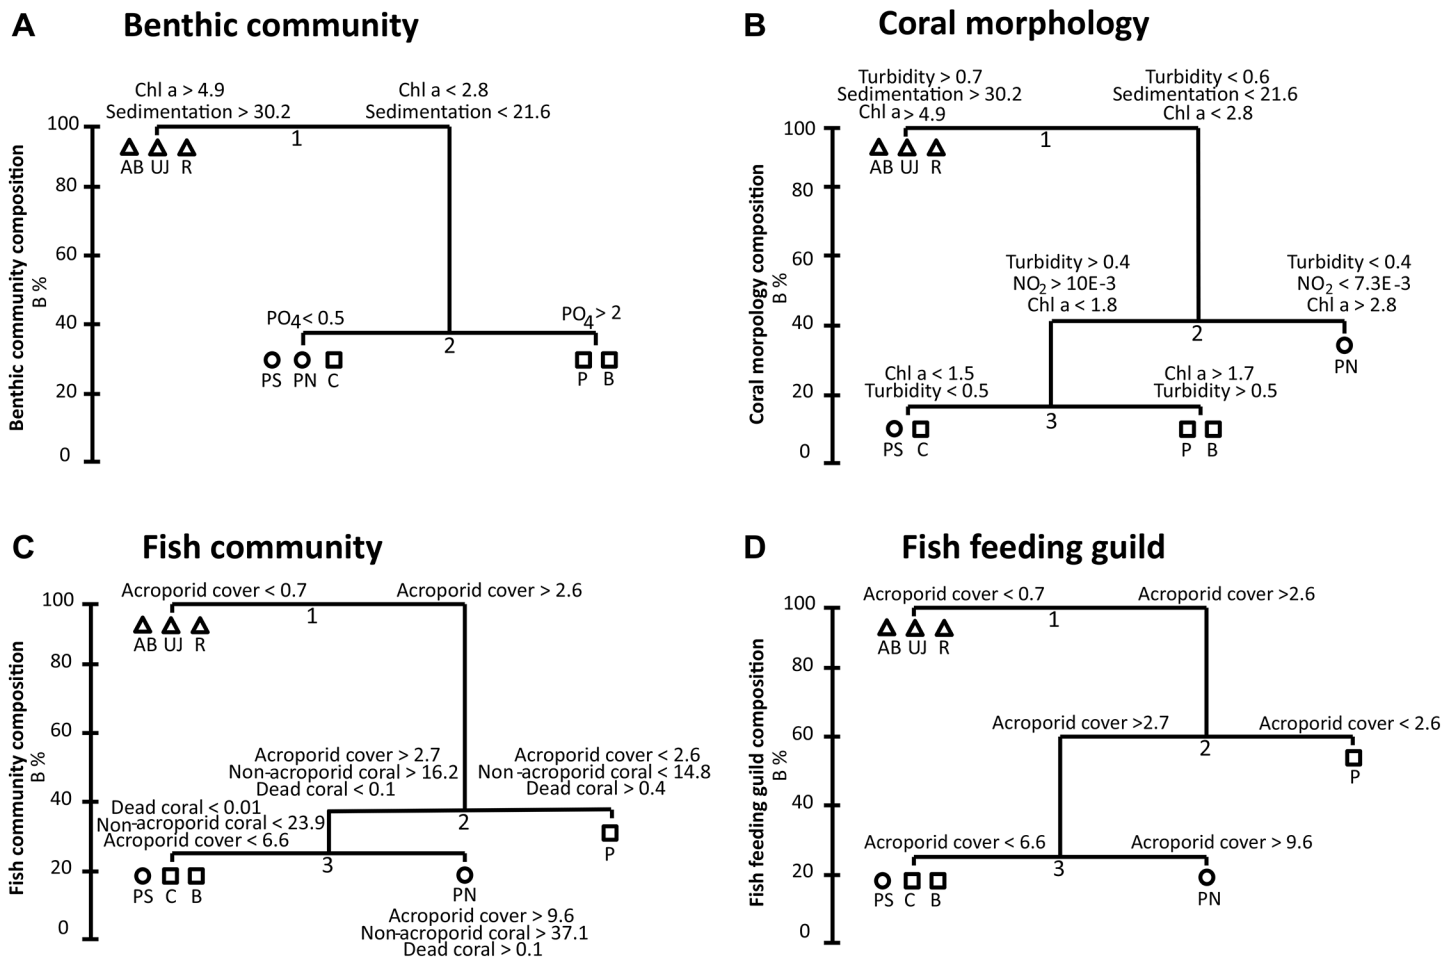 A
Benthic community
Chl a > 4.9
Sedimentation > 30.2
Chl a < 2.8
Sedimentation < 21.6
Benthic community composition
B %
100
80
60
40
20
0
1
AB UJ R
PO4 < 0.5
PO4 > 2
2
PS PN C
P B
B
Coral morphology
Turbidity > 0.7
Sedimentation > 30.2
Chl a > 4.9
Turbidity < 0.6
Sedimentation < 21.6
Chl a < 2.8
Coral morpology composition
B %
100
80
60
40
20
0
1
AB UJ R
Turbidity > 0.4
NO2 > 10E-3
Chl a < 1.8
Turbidity < 0.4
NO2 < 7.3E-3
Chl a > 2.8
2
PN
Chl a < 1.5
Turbidity < 0.5
Chl a > 1.7
Turbidity > 0.5
3
PS C
P B
C
Fish community
Acroporid cover < 0.7
Acroporid cover > 2.6
Fish community composition
B %
100
80
60
40
20
0
1
AB UJ R
Acroporid cover > 2.7
Non-acroporid coral > 16.2
Dead coral < 0.1
Acroporid cover < 2.6
Non-acroporid coral < 14.8
Dead coral > 0.4
2
P
Dead coral < 0.01
Non-acroporid coral < 23.9
Acroporid cover < 6.6
3
PS C B
PN
Acroporid cover > 9.6
Non-acroporid coral > 37.1
Dead coral > 0.1
D
Fish feeding guild
Acroporid cover < 0.7
Acroporid cover >2.6
Fish feeding guild composition
B %
100
80
60
40
20
0
1
AB UJ R
Acroporid cover >2.7
Acroporid cover < 2.6
2
P
Acroporid cover < 6.6
Acroporid cover > 9.6
3
PS C B
PN